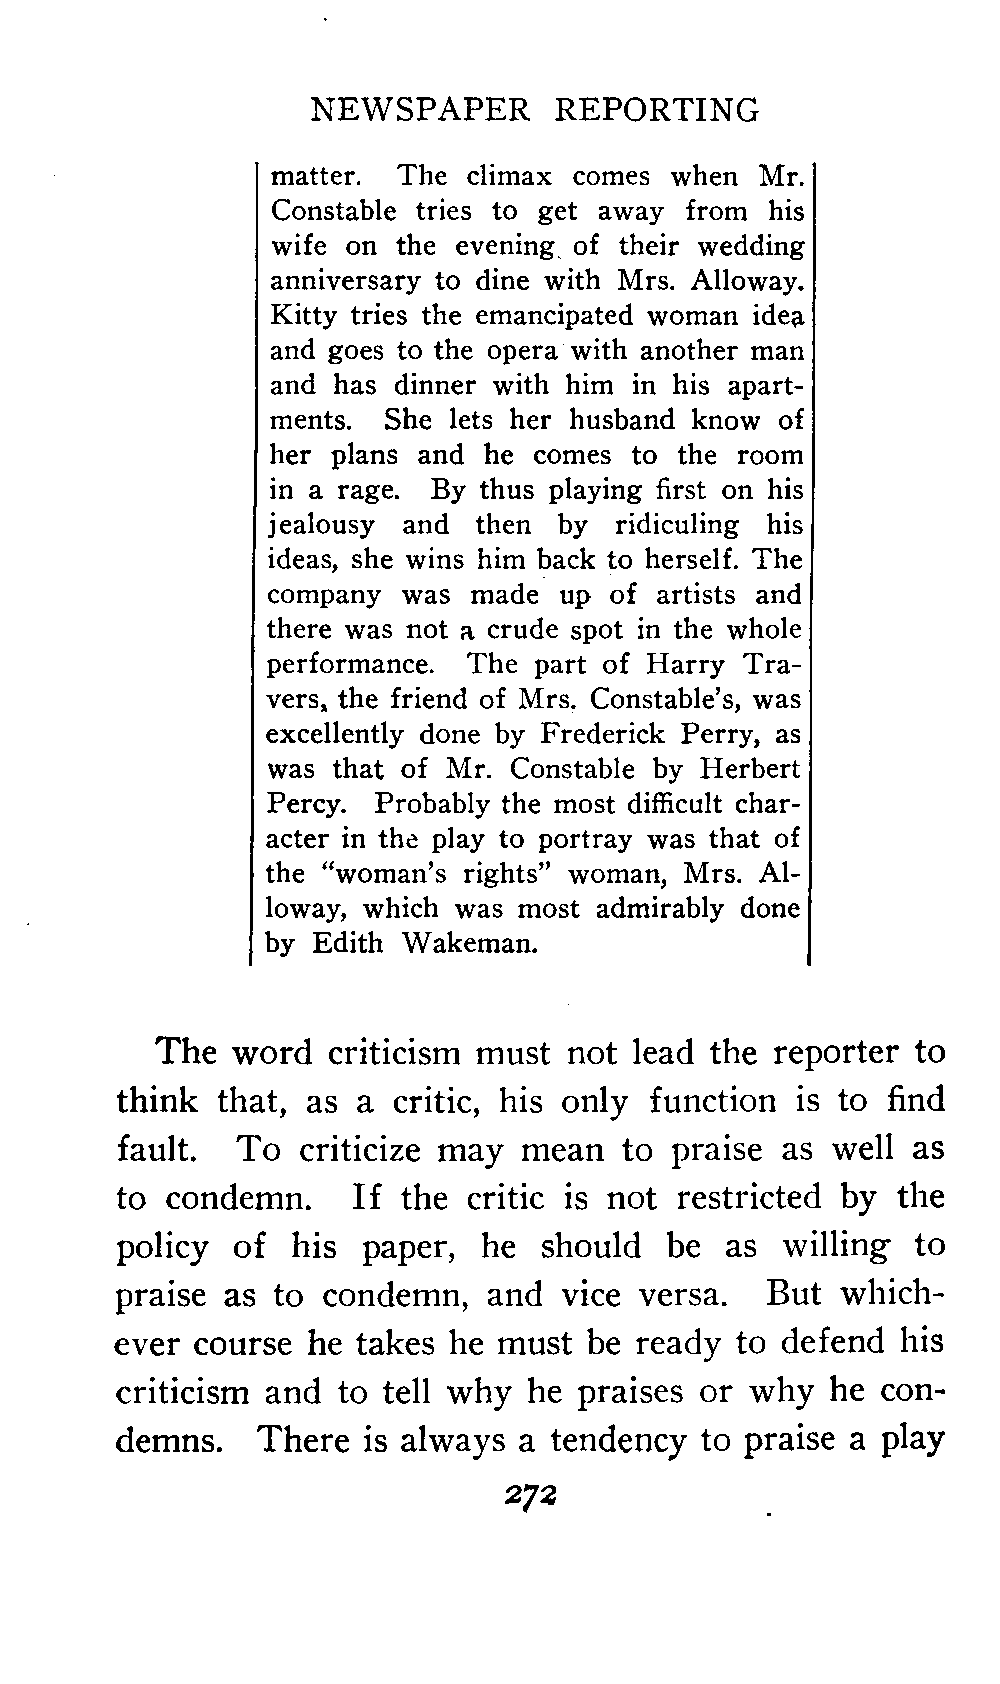 NEWSPAPER REPORTING
matter. The climax comes when Mr.
Constable tries to get away from his
wife on the evening of their wedding
anniversary to dine with Mrs. Alloway.
Kitty tries the emancipated woman idea
and goes to the opera with another man
and has dinner with him in his apart-
ments. She lets her husband know of
her plans and he comes to the room
in a rage. By thus playing first on his
jealousy and then by ridiculing his
ideas, she wins him back to herself. The
company was made up of artists and
there was not a crude spot in the whole
performance. The part of Harry Tra-
vers, the friend of Mrs. Constable's, was
excellently done by Frederick Perry, as
was that of Mr. Constable by Herbert
Percy. Probably the most difficult char-
acter in the play to portray was that of
the "woman's rights" woman, Mrs. Al-
loway, which was most admirably done
by Edith Wakeman.
The word criticism must not lead the reporter to
think that, as a critic, his only function is to find
fault. To criticize may mean to praise as well as
to condemn. If the critic is not restricted by the
policy of his paper, he should be as willing to
praise as to condemn, and vice versa. But which-
ever course he takes he must be ready to defend his
criticism and to tell why he praises or why he con-
demns. There is always a tendency to praise a play
272